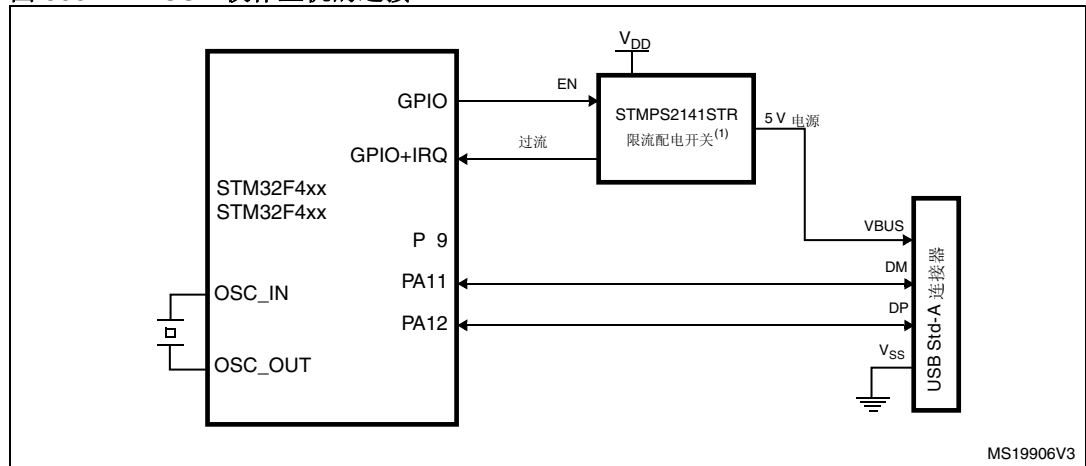 V_DD
GPIO
EN
STMPS2141STR
限流配电开关(1)
5 V 电源
GPIO+IRQ
过流
STM32F4xx
STM32F4xx
P 9
VBUS
PA11
DM
OSC_IN
PA12
DP
OSC_OUT
V_SS
USB Std-A 连接器
MS19906V3